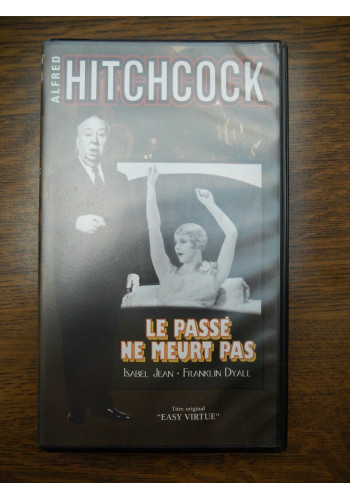 ALFRED
HITCHCOCK
LE PASSÉ
NE MEURT PAS
ISABEL JEAN • FRANKLIN DYALL
Titre original
"EASY VIRTUE"